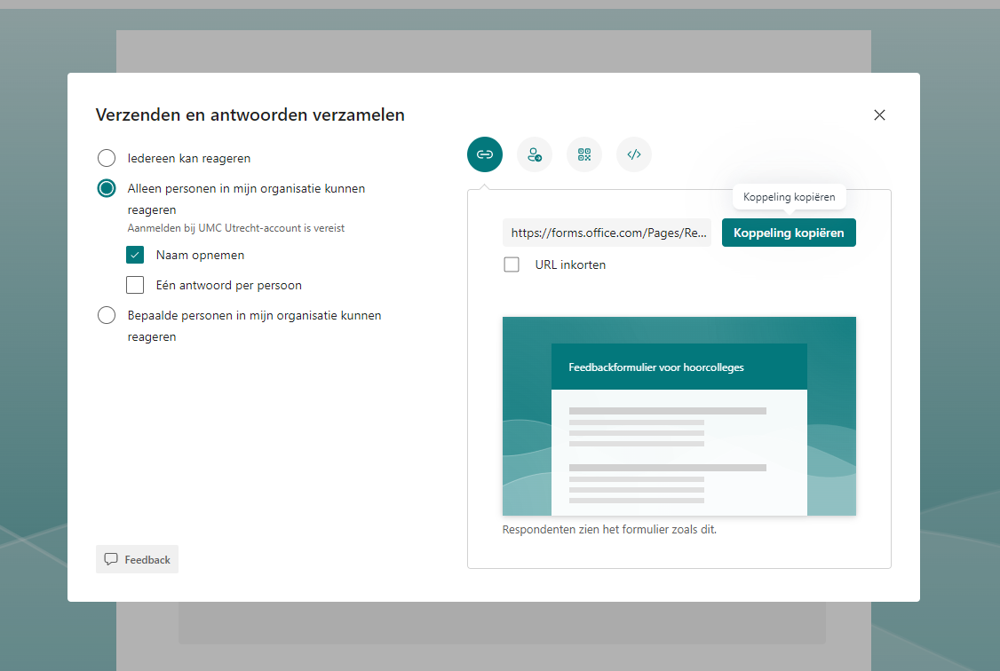 Verzenden en antwoorden verzamelen
Iedereen kan reageren
Alleen personen in mijn organisatie kunnen
reageren
Aanmelden bij UMC Utrecht-account is vereist
Naam opnemen
Eén antwoord per persoon
Bepaalde personen in mijn organisatie kunnen
reageren
Feedback
Koppeling kopiëren
https://forms.office.com/Pages/Re...
Koppeling kopiëren
URL inkorten
Feedbackformulier voor hoorcolleges
Respondenten zien het formulier zoals dit.